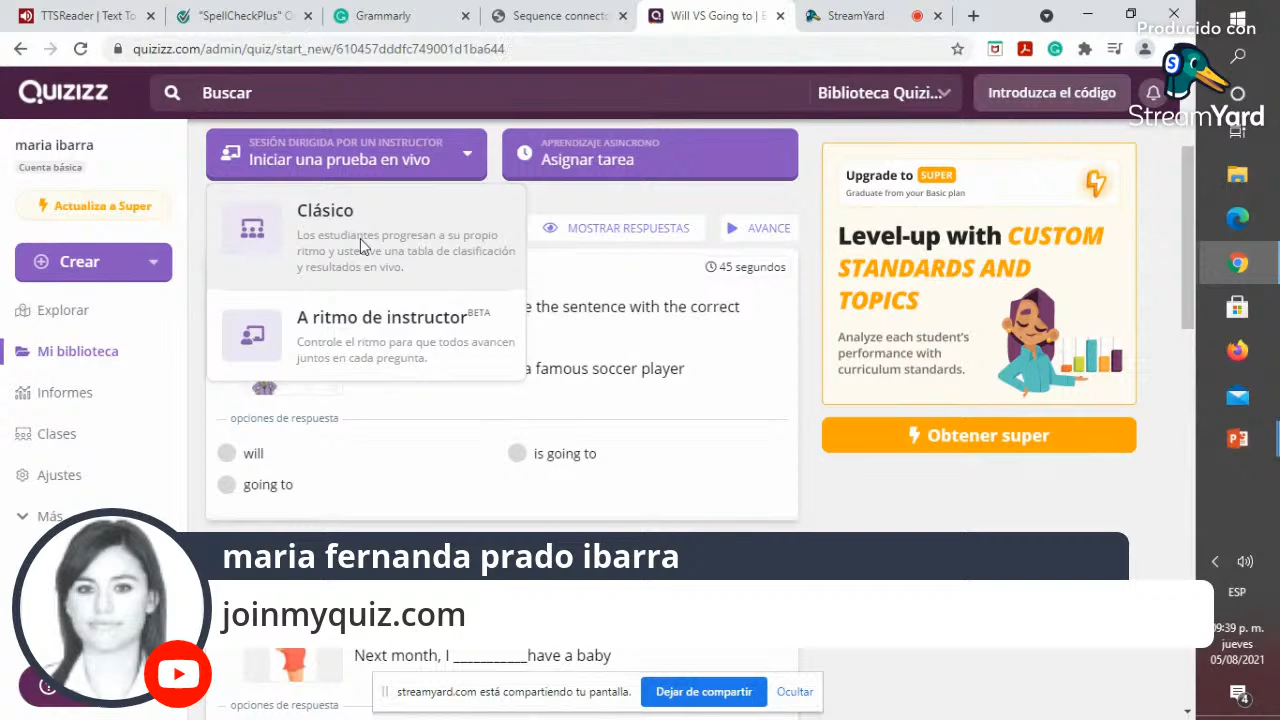 TTSReader | Text To
"SpellCheckPlus" O
Grammarly
Sequence connecto
Will VS Going to | E
StreamYard
quizizz.com/admin/quiz/start_new/610457dddfc749001d1ba644
Producido con
StreamYard
QUIZIZZ
Buscar
Biblioteca Quizi...
Introduzca el código
maria ibarra
Cuenta básica
Actualiza a Super
Crear
Explorar
Mi biblioteca
Informes
Clases
Ajustes
Más
SESIÓN DIRIGIDA POR UN INSTRUCTOR
Iniciar una prueba en vivo
APRENDIZAJE ASÍNCRONO
Asignar tarea
Clásico
Los estudiantes progresan a su propio
ritmo y usted ve una tabla de clasificación
y resultados en vivo.
A ritmo de instructor BETA
Controle el ritmo para que todos avancen
juntos en cada pregunta.
MOSTRAR RESPUESTAS
AVANCE
45 segundos
e the sentence with the correct
a famous soccer player
opciones de respuesta
will
is going to
going to
Upgrade to SUPER
Graduate from your Basic plan
Level-up with CUSTOM
STANDARDS AND
TOPICS
Analyze each student's
performance with
curriculum standards.
Obtener super
maria fernanda prado ibarra
joinmyquiz.com
Next month, I ___________have a baby
opciones de respuesta
streamyard.com está compartiendo tu pantalla.
Dejar de compartir
Ocultar
ESP
09:39 p. m.
jueves
05/08/2021
4